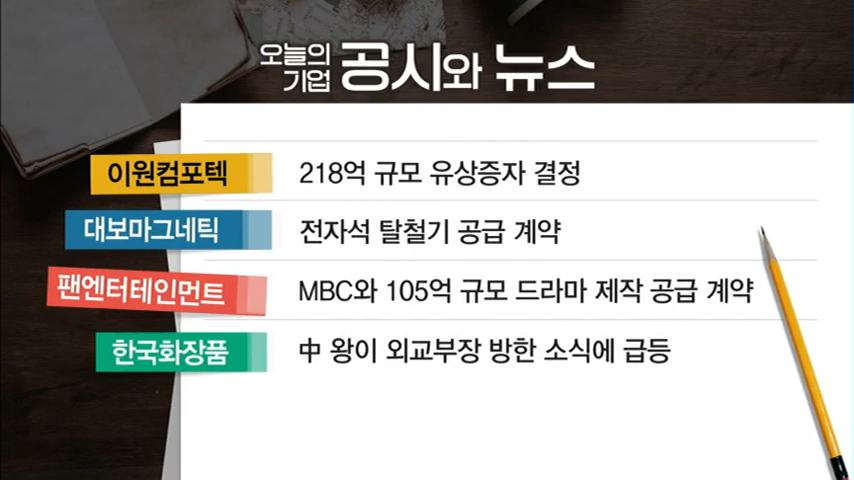 오늘의 기업 공시와 뉴스
이원컴포텍 218억 규모 유상증자 결정
대보마그네틱 전자석 탈철기 공급 계약
팬엔터테인먼트 MBC와 105억 규모 드라마 제작 공급 계약
한국화장품 中 왕이 외교부장 방한 소식에 급등